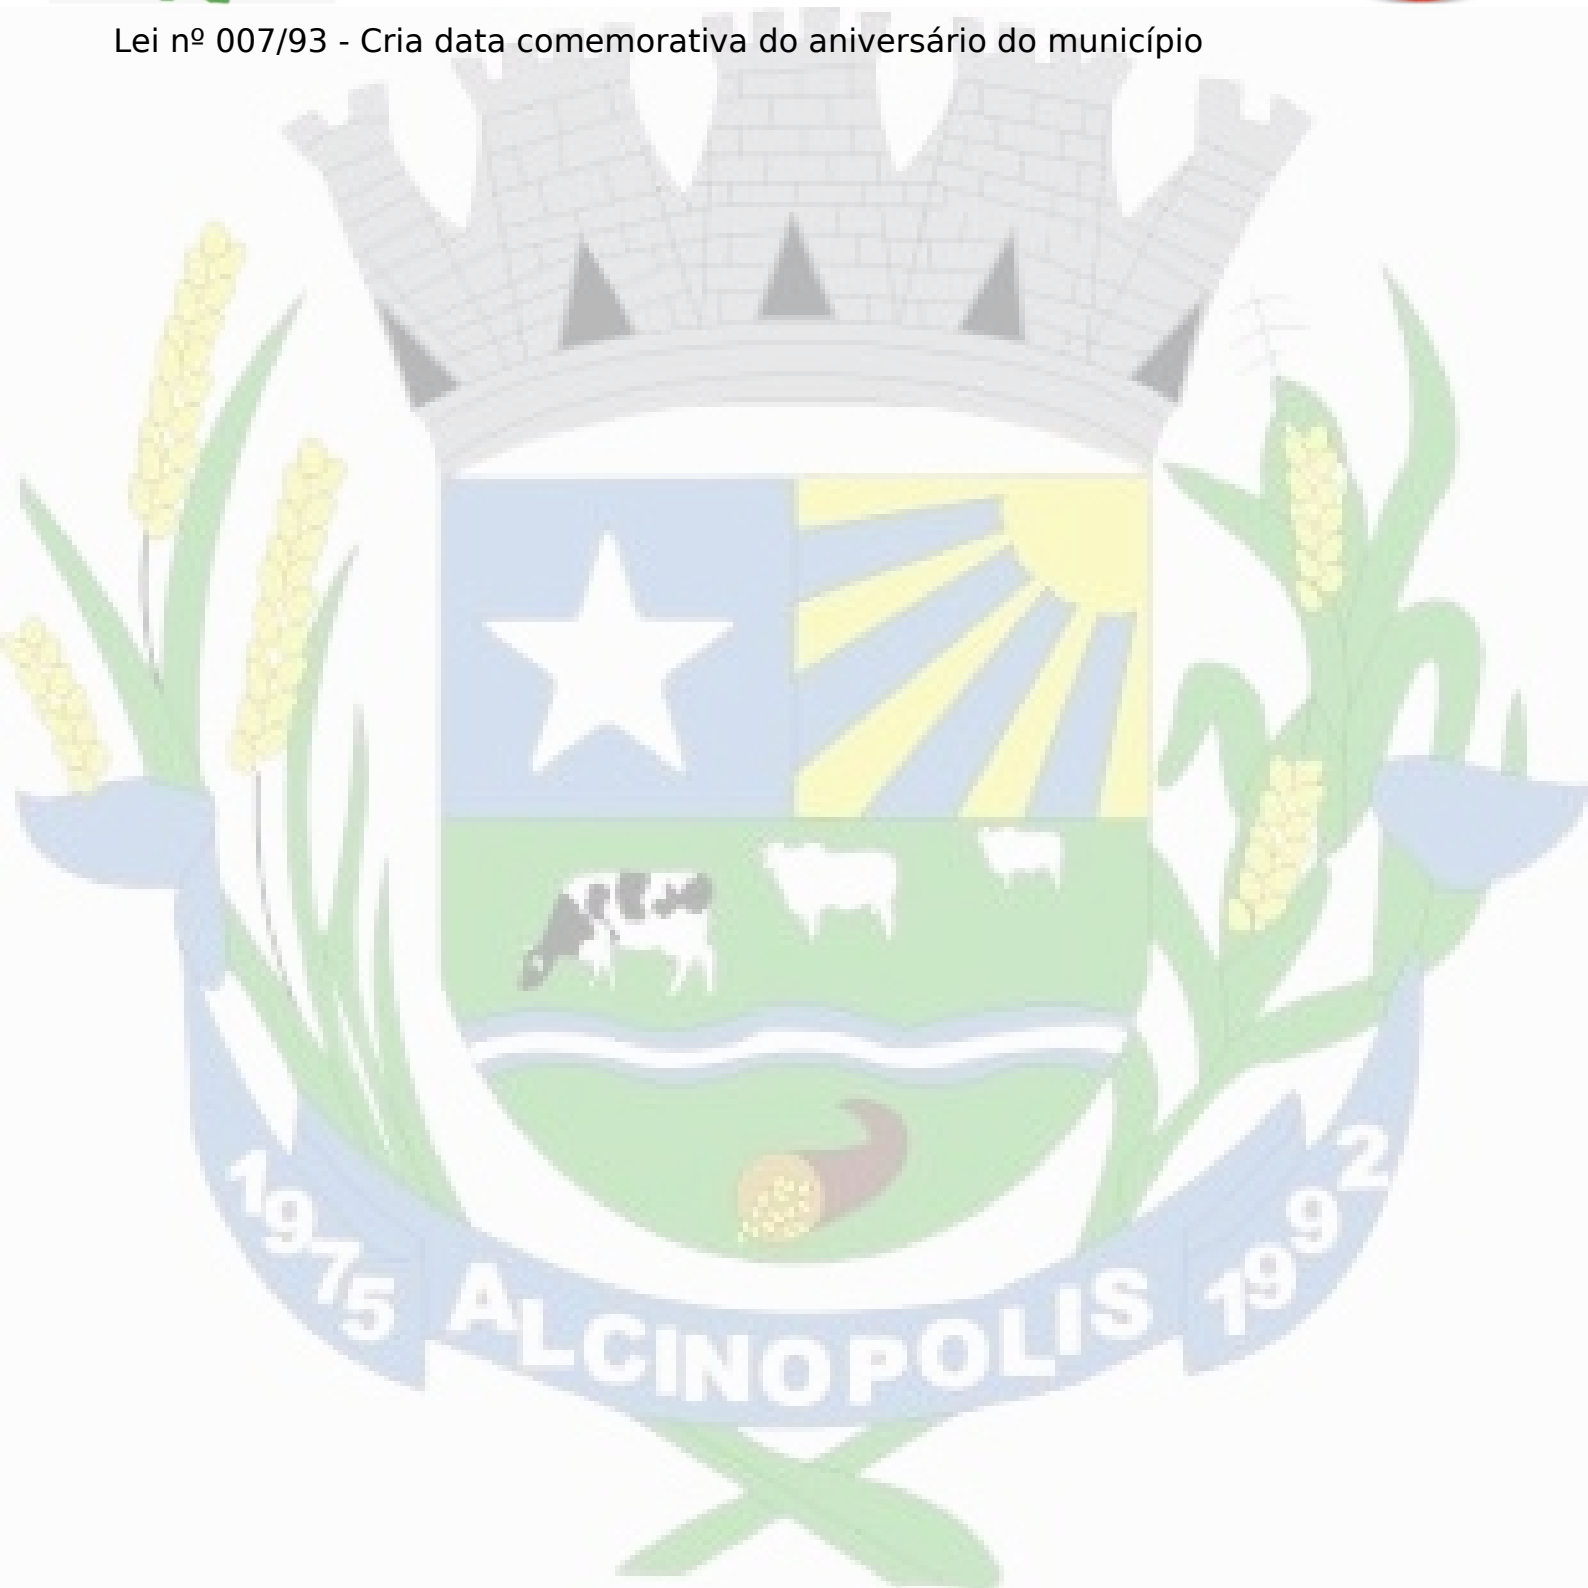 Lei nº 007/93 - Cria data comemorativa do aniversário do município
1975 ALCINOPOLIS 1992